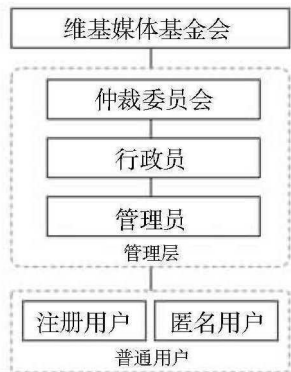 维基媒体基金会
仲裁委员会
行政员
管理员
管理层
注册用户 匿名用户
普通用户